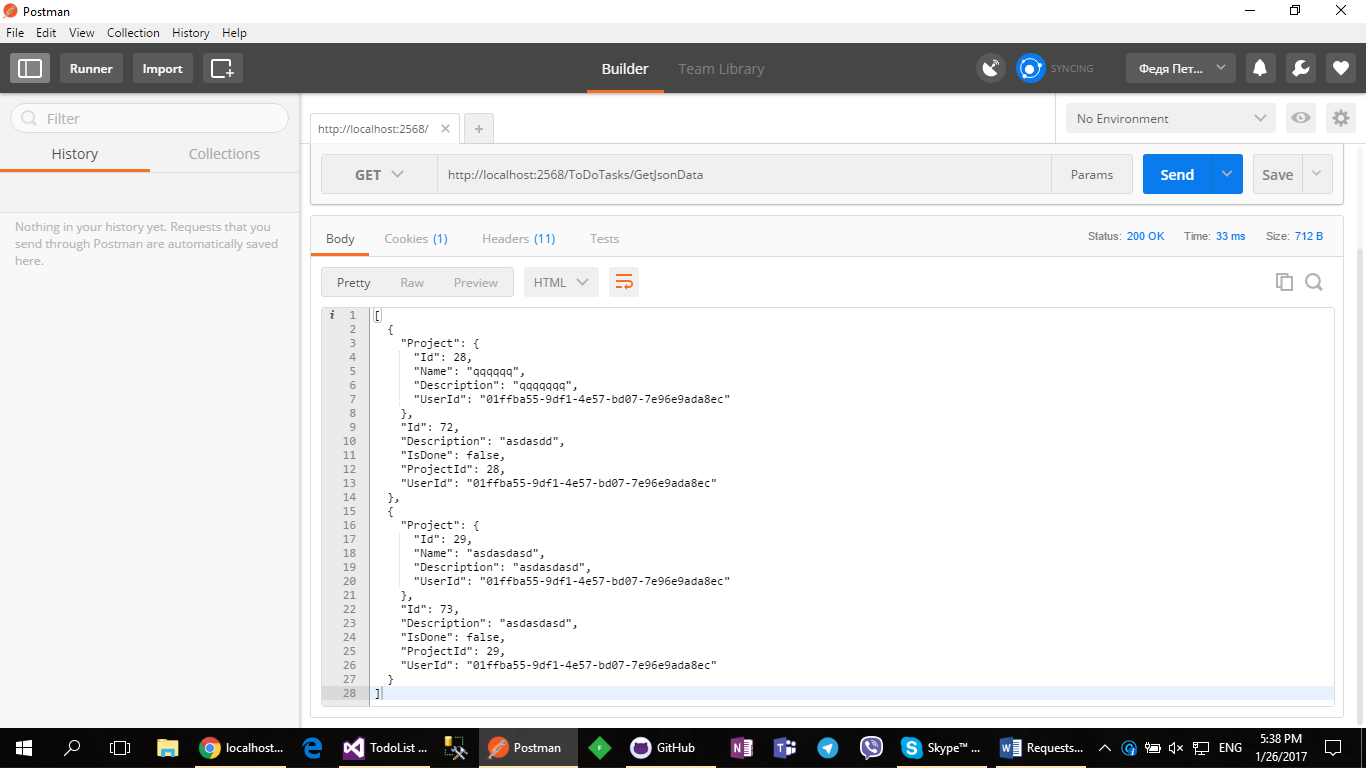 Postman
File Edit View Collection History Help
Runner Import Builder Team Library SYNCING Федя Пет...
Filter
History Collections
Nothing in your history yet. Requests that you
send through Postman are automatically saved
here.
http://localhost:2568/
No Environment
GET http://localhost:2568/ToDoTasks/GetJsonData Params Send Save
Body Cookies (1) Headers (11) Tests Status: 200 OK Time: 33 ms Size: 712 B
Pretty Raw Preview HTML
i 1 [
2 {
3 "Project": {
4 "Id": 28,
5 "Name": "qqqqqq",
6 "Description": "qqqqqqq",
7 "UserId": "01ffba55-9df1-4e57-bd07-7e96e9ada8ec"
8 },
9 "Id": 72,
10 "Description": "asdasdd",
11 "IsDone": false,
12 "ProjectId": 28,
13 "UserId": "01ffba55-9df1-4e57-bd07-7e96e9ada8ec"
14 },
15 {
16 "Project": {
17 "Id": 29,
18 "Name": "asdasdasd",
19 "Description": "asdasdasd",
20 "UserId": "01ffba55-9df1-4e57-bd07-7e96e9ada8ec"
21 },
22 "Id": 73,
23 "Description": "asdasdasd",
24 "IsDone": false,
25 "ProjectId": 29,
26 "UserId": "01ffba55-9df1-4e57-bd07-7e96e9ada8ec"
27 }
28 ]
localhost... TodoList ... Postman GitHub Skype™ ... Requests... ENG 5:38 PM
1/26/2017